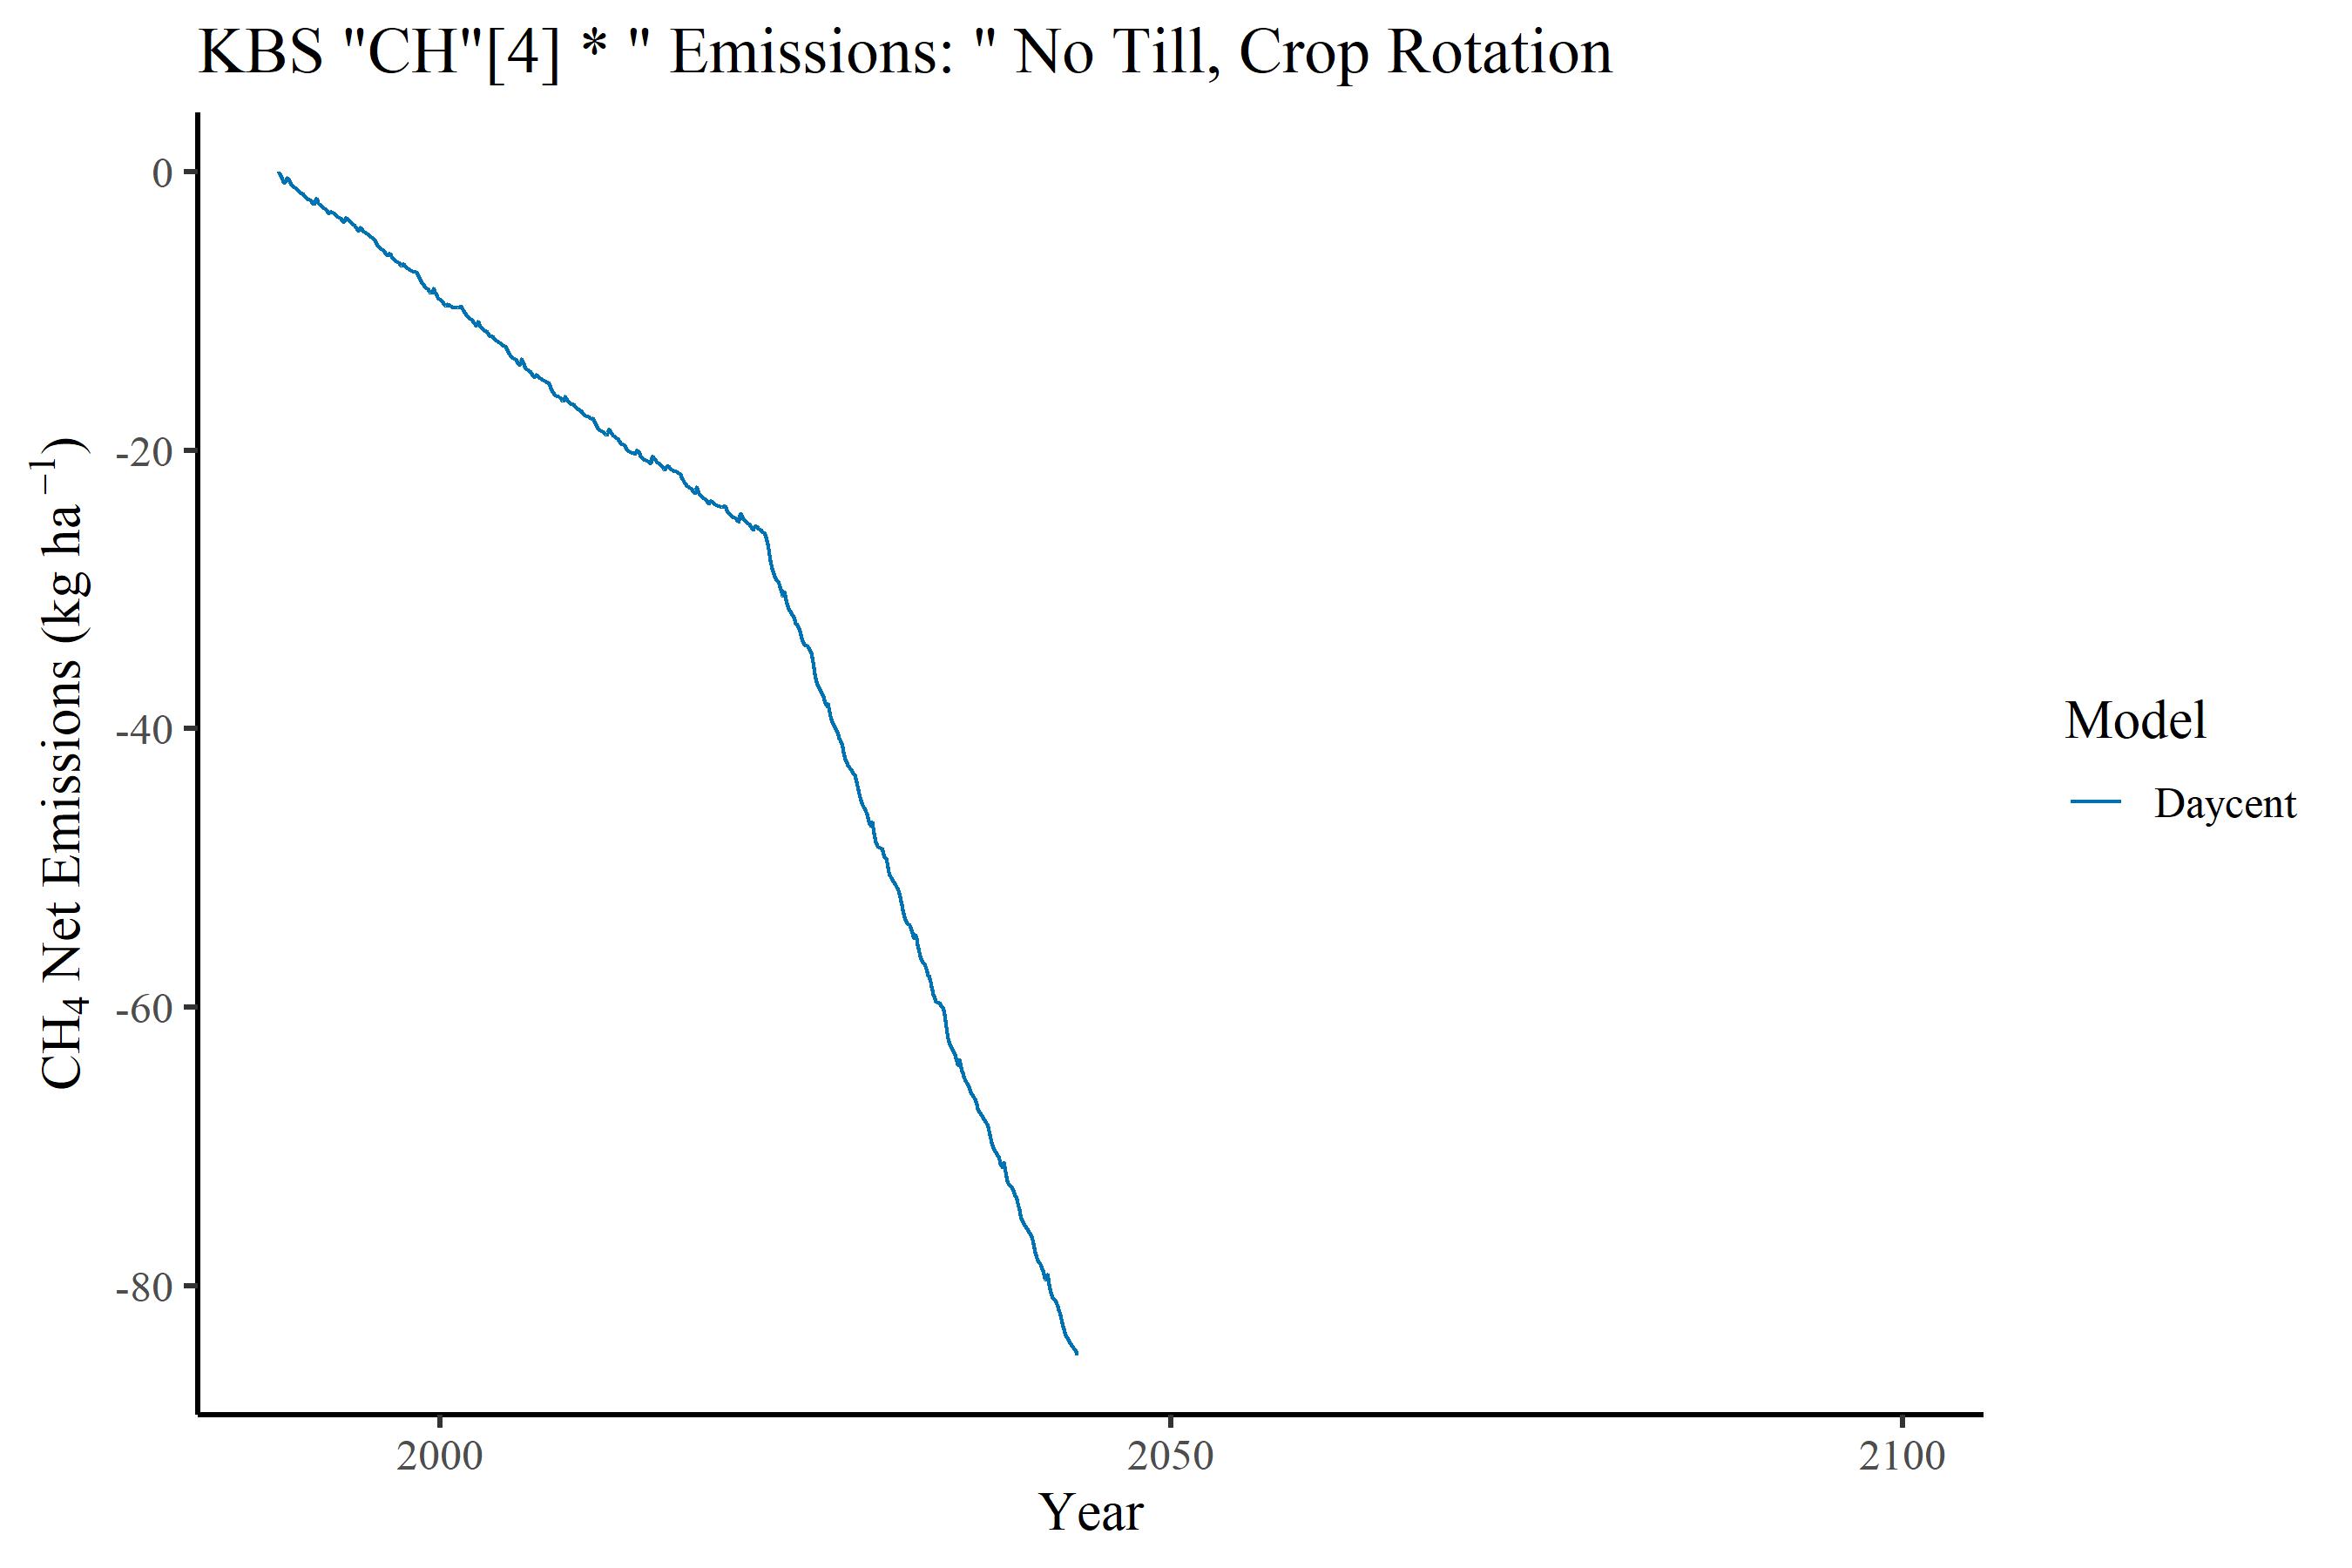 KBS "CH"[4] * " Emissions: " No Till, Crop Rotation
CH₄ Net Emissions (kg ha ⁻¹)
0
-20
-40
-60
-80
2000
2050
2100
Year
Model
Daycent